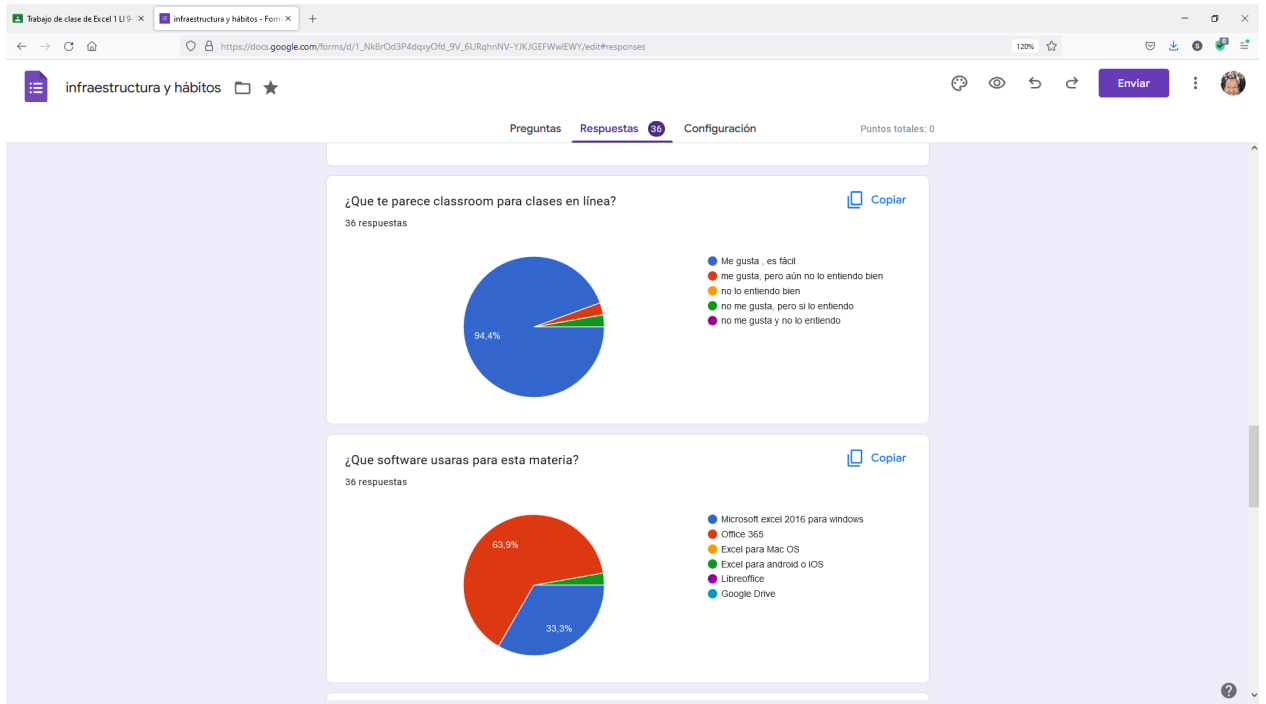 Trabajo de clase de Excel 1 LI 9-
infraestructura y hábitos - Form
https://docs.google.com/forms/d/1_Nk8rOd3P4dqxyOfd_9V_6URqhnNV-YJKJGEFWwlEWY/edit#responses
120%
infraestructura y hábitos
Enviar
Preguntas Respuestas 36 Configuración Puntos totales: 0
¿Que te parece classroom para clases en línea?
Copiar
36 respuestas
Me gusta , es fácil
me gusta, pero aún no lo entiendo bien
no lo entiendo bien
no me gusta, pero si lo entiendo
no me gusta y no lo entiendo
94,4%
¿Que software usaras para esta materia?
Copiar
36 respuestas
Microsoft excel 2016 para windows
Office 365
Excel para Mac OS
Excel para android o iOS
Libreoffice
Google Drive
63,9%
33,3%